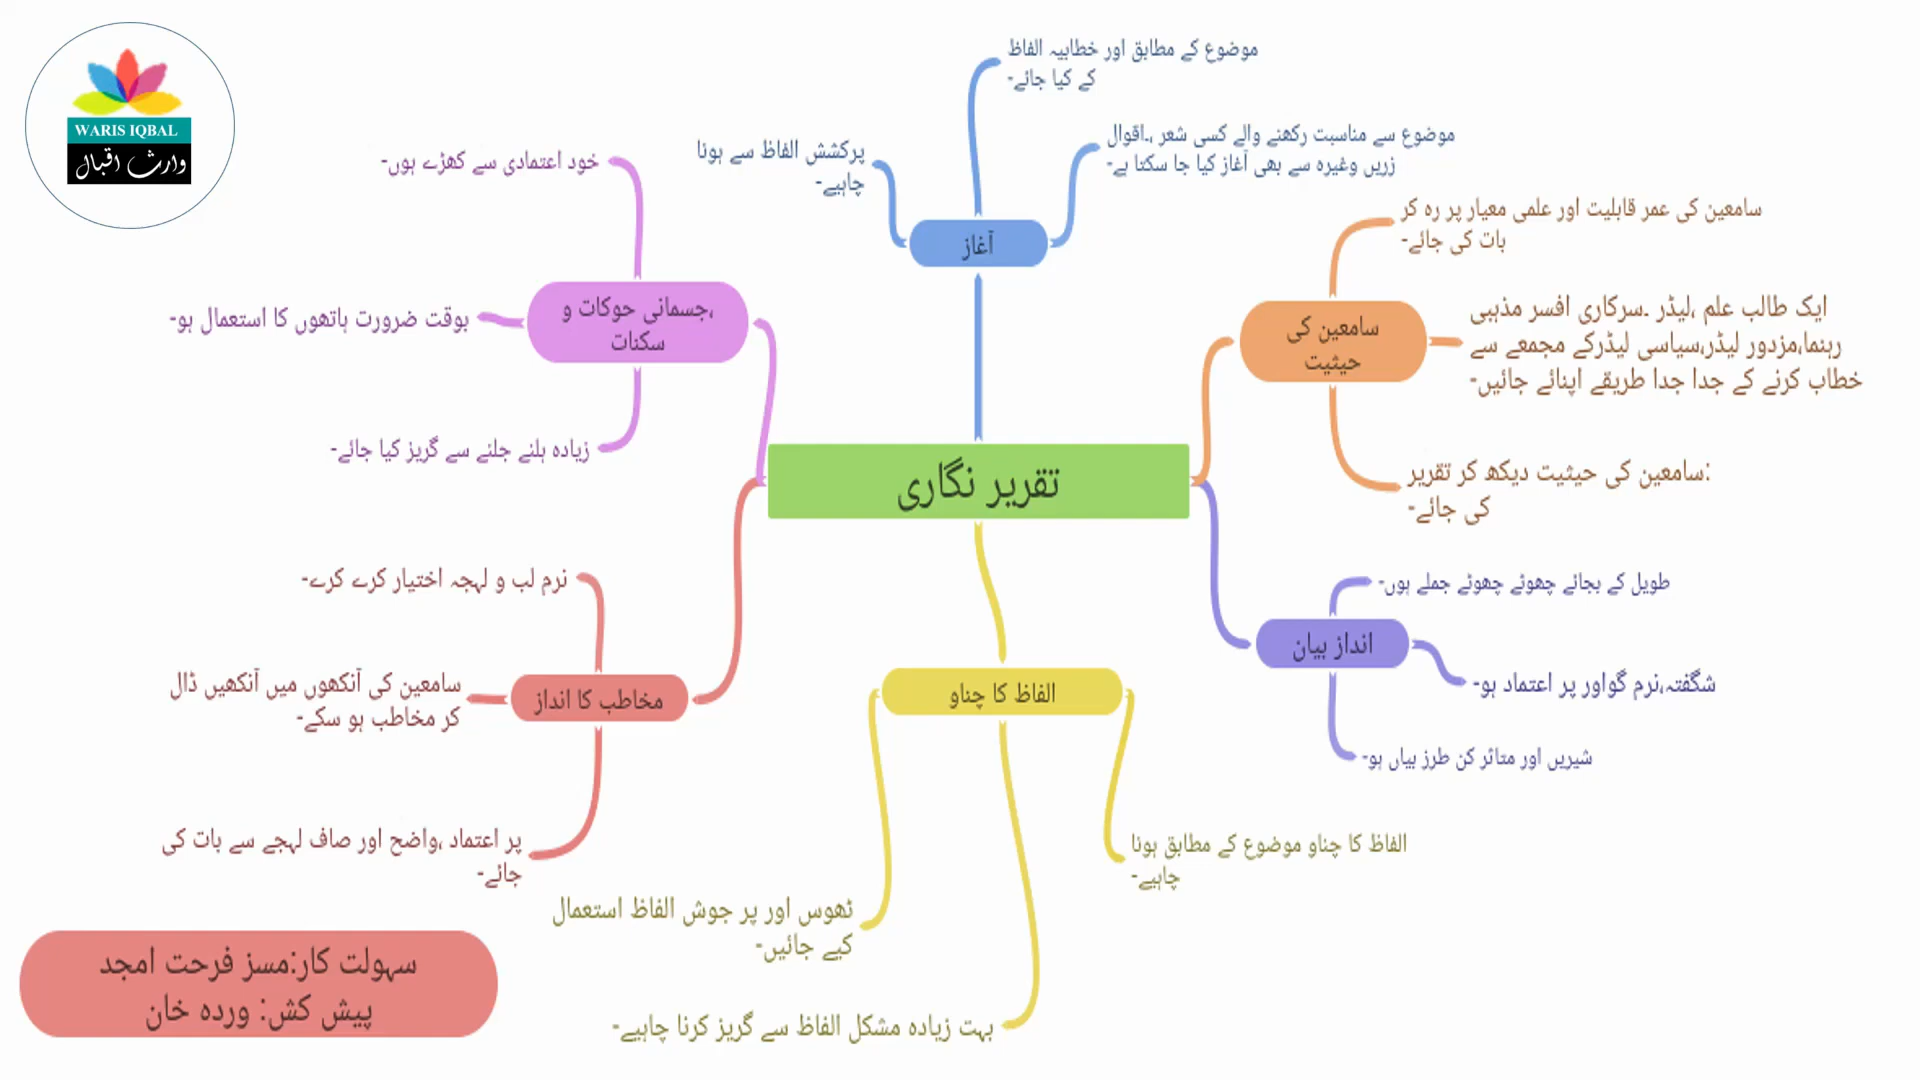 WARIS IQBAL
وارث اقبال
موضوع کے مطابق اور خطابیہ الفاظ
کے کیا جائے-
موضوع سے مناسبت رکھنے والے کسی شعر ،.اقوال
زریں وغیرہ سے بھی آغاز کیا جا سکتا ہے-
پرکشش الفاظ سے ہونا
چاہیے-
آغاز
سامعین کی عمر قابلیت اور علمی معیار پر رہ کر
بات کی جائے-
ایک طالب علم ،لیڈر .سرکاری افسر مذہبی
رہنما،مزدور لیڈر،سیاسی لیڈرکے مجمعے سے
خطاب کرنے کے جدا جدا طریقے اپنائے جائیں-
سامعین کی
حیثیت
:سامعین کی حیثیت دیکھ کر تقریر
کی جائے-
خود اعتمادی سے کھڑے ہوں-
،جسمانی حوکات و
سکنات
بوقت ضرورت ہاتھوں کا استعمال ہو-
زیادہ ہلنے جلنے سے گریز کیا جائے-
تقریر نگاری
طویل کے بجائے چھوٹے چھوٹے جملے ہوں-
انداز بیان
شگفتہ،نرم گواور پر اعتماد ہو-
شیریں اور متاثر کن طرز بیاں ہو-
نرم لب و لہجہ اختیار کرے کرے-
مخاطب کا انداز
سامعین کی آنکھوں میں آنکھیں ڈال
کر مخاطب ہو سکے-
پر اعتماد ،واضح اور صاف لہجے سے بات کی
جائے-
الفاظ کا چناو
الفاظ کا چناو موضوع کے مطابق ہونا
چاہیے-
ٹھوس اور پر جوش الفاظ استعمال
کیے جائیں-
بہت زیادہ مشکل الفاظ سے گریز کرنا چاہیے-
سہولت کار:مسز فرحت امجد
پیش کش: وردہ خان